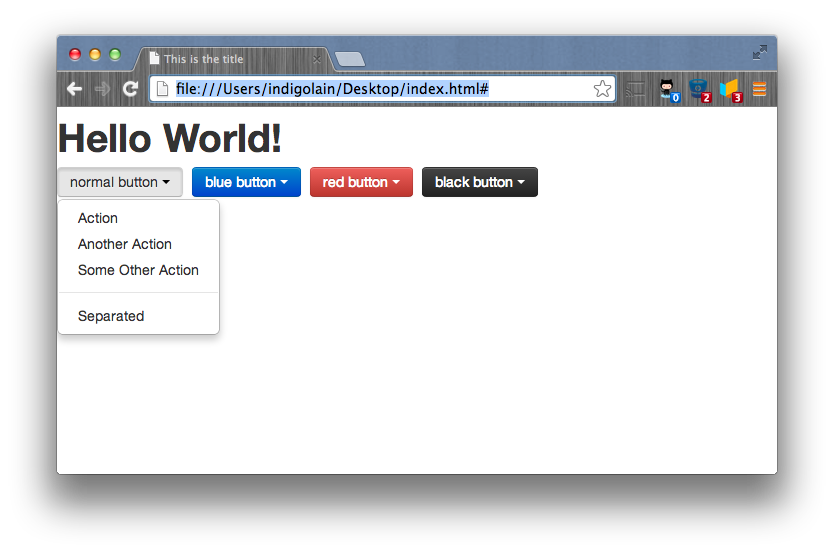 This is the title
file:///Users/indigolain/Desktop/index.html#
0 2 3
Hello World!
normal button blue button red button black button
Action
Another Action
Some Other Action
Separated